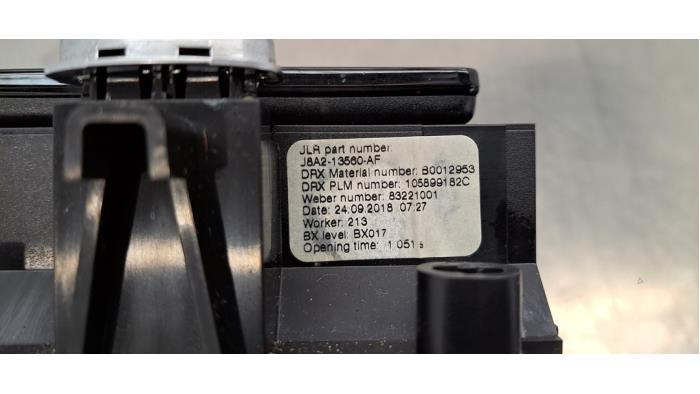 JLR part number:
J8A2-13560-AF
DRX Material number: B0012953
DRX PLM number: 105899182C
Weber number: 83221001
Date: 24.09.2018 07:27
Worker: 213
BX level: BX017
Opening time: 1.051 s